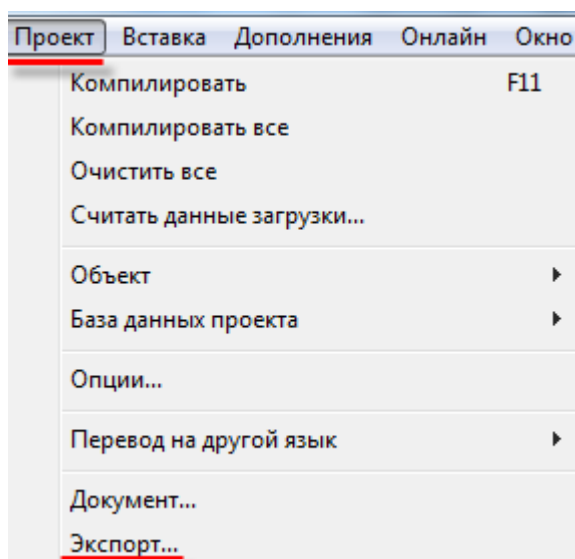 Проект Вставка Дополнения Онлайн Окно
Компилировать F11
Компилировать все
Очистить все
Считать данные загрузки...
Объект
База данных проекта
Опции...
Перевод на другой язык
Документ...
Экспорт...